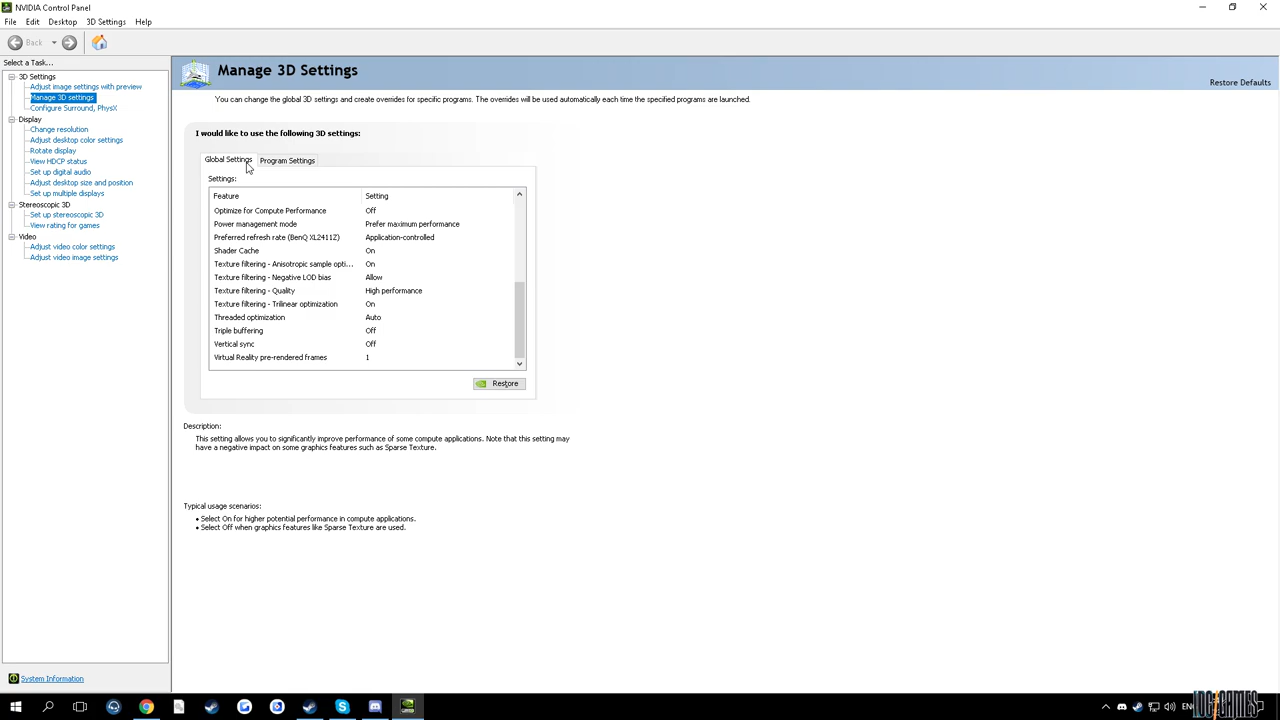 NVIDIA Control Panel
File Edit Desktop 3D Settings Help
Back
Select a Task...
3D Settings
Adjust image settings with preview
Manage 3D settings
Configure Surround, PhysX
Display
Change resolution
Adjust desktop color settings
Rotate display
View HDCP status
Set up digital audio
Adjust desktop size and position
Set up multiple displays
Stereoscopic 3D
Set up stereoscopic 3D
View rating for games
Video
Adjust video color settings
Adjust video image settings
System Information
Manage 3D Settings
Restore Defaults
You can change the global 3D settings and create overrides for specific programs. The overrides will be used automatically each time the specified programs are launched.
I would like to use the following 3D settings:
Global Settings Program Settings
Settings:
Feature Setting
Optimize for Compute Performance Off
Power management mode Prefer maximum performance
Preferred refresh rate (BenQ XL2411Z) Application-controlled
Shader Cache On
Texture filtering - Anisotropic sample opti... On
Texture filtering - Negative LOD bias Allow
Texture filtering - Quality High performance
Texture filtering - Trilinear optimization On
Threaded optimization Auto
Triple buffering Off
Vertical sync Off
Virtual Reality pre-rendered frames 1
Restore
Description:
This setting allows you to significantly improve performance of some compute applications. Note that this setting may
have a negative impact on some graphics features such as Sparse Texture.
Typical usage scenarios:
• Select On for higher potential performance in compute applications.
• Select Off when graphics features like Sparse Texture are used.
EN
GAMES